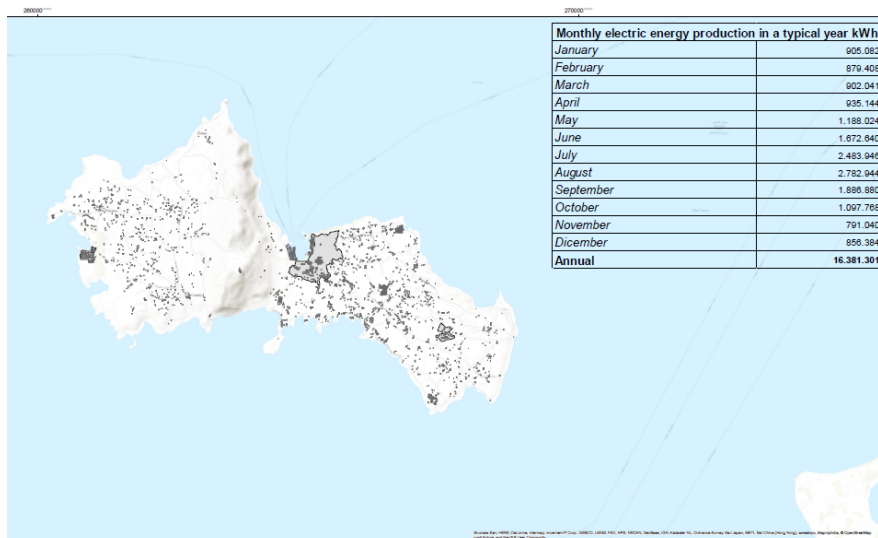 260000
270000
Monthly electric energy production in a typical year kWh
January 905.082
February 879.408
March 902.041
April 935.144
May 1.188.024
June 1.672.640
July 2.483.946
August 2.782.944
September 1.886.880
October 1.097.768
November 791.040
Dicember 856.384
Annual 16.381.301